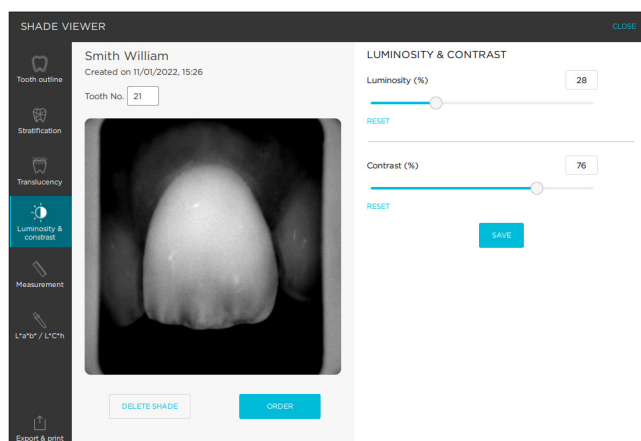 SHADE VIEWER
CLOSE
Tooth outline
Stratification
Translucency
Luminosity &
constrast
Measurement
L*a*b* / L*C*h
Export & print
Smith William
Created on 11/01/2022, 15:26
Tooth No. 21
DELETE SHADE
ORDER
LUMINOSITY & CONTRAST
Luminosity (%) 28
RESET
Contrast (%) 76
RESET
SAVE